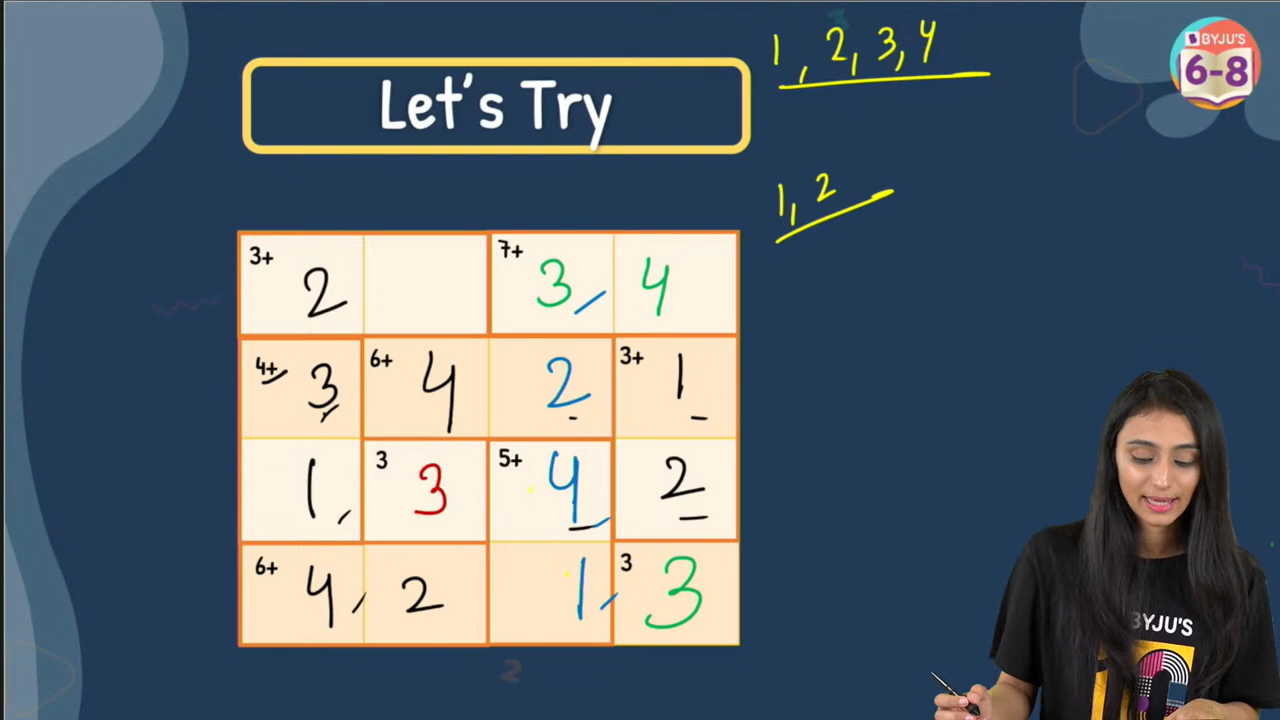 1, 2, 3, 4
BYJU'S
6-8
Let's Try
1, 2
3+ 2 7+ 3 4
4+ 3 6+ 4 2 3+ 1
1 3 3 5+ 4 2
6+ 4 2 1 3 3
2
BYJU'S